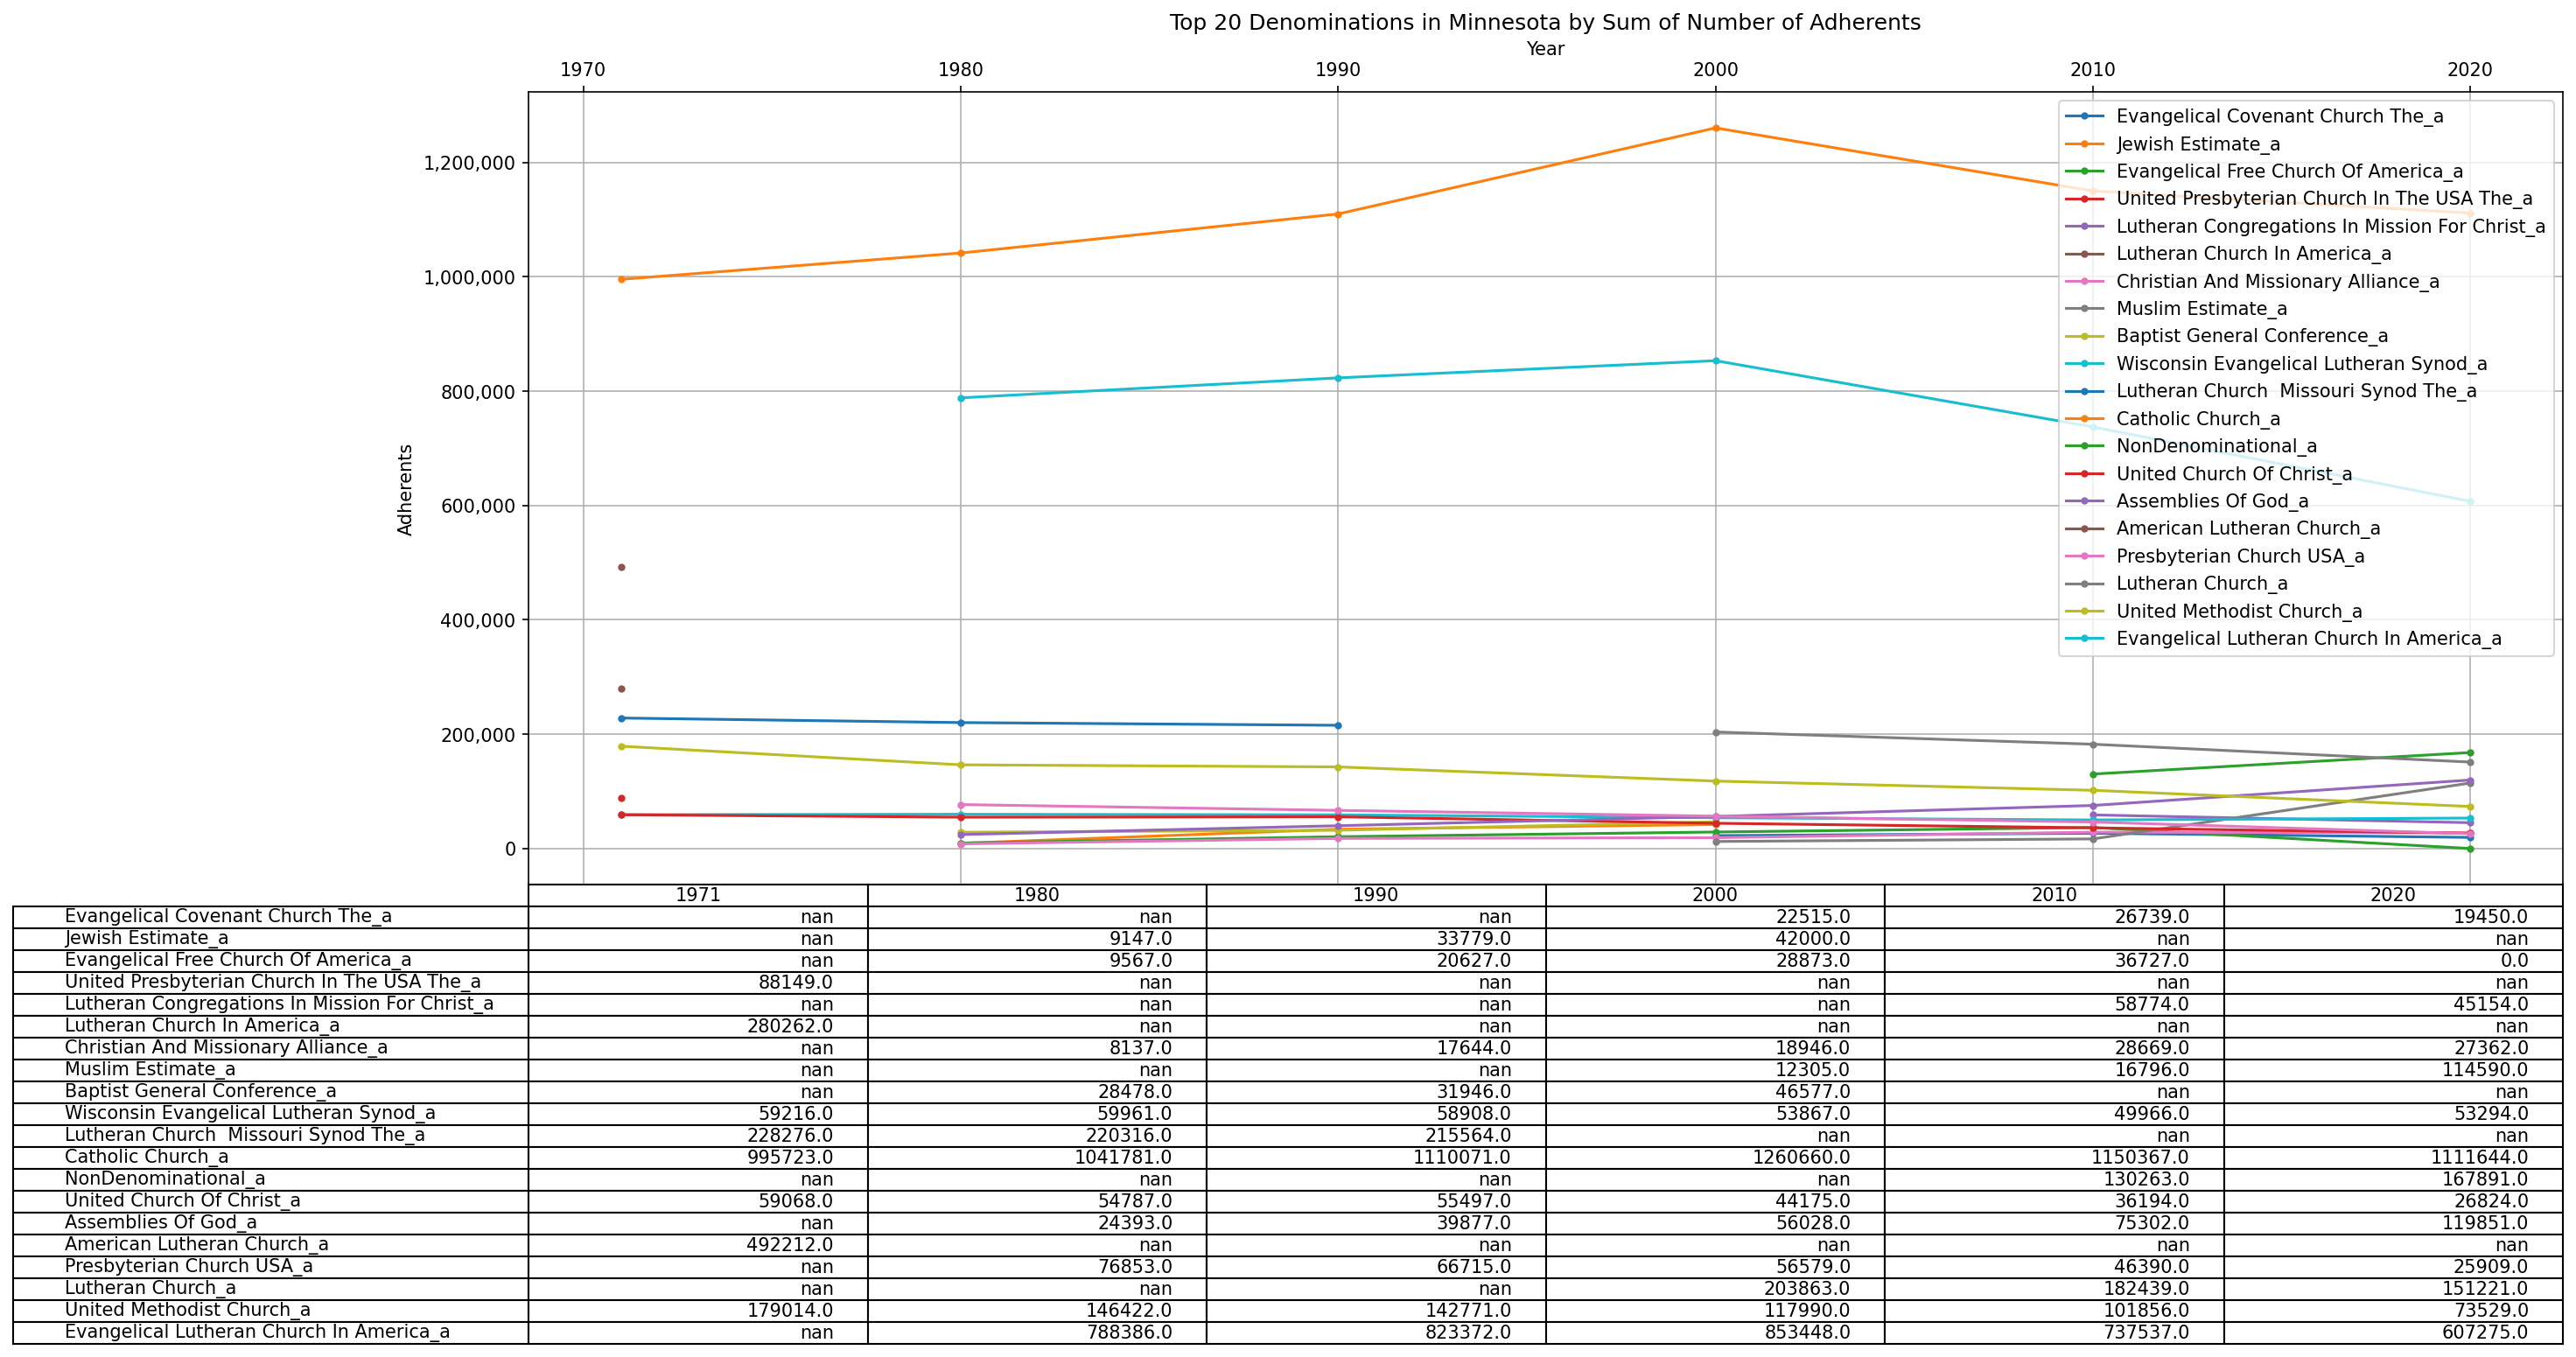 Top 20 Denominations in Minnesota by Sum of Number of Adherents
Year
1970 1980 1990 2000 2010 2020
Adherents
1,200,000
1,000,000
800,000
600,000
400,000
200,000
0
Evangelical Covenant Church The_a
Jewish Estimate_a
Evangelical Free Church Of America_a
United Presbyterian Church In The USA The_a
Lutheran Congregations In Mission For Christ_a
Lutheran Church In America_a
Christian And Missionary Alliance_a
Muslim Estimate_a
Baptist General Conference_a
Wisconsin Evangelical Lutheran Synod_a
Lutheran Church  Missouri Synod The_a
Catholic Church_a
NonDenominational_a
United Church Of Christ_a
Assemblies Of God_a
American Lutheran Church_a
Presbyterian Church USA_a
Lutheran Church_a
United Methodist Church_a
Evangelical Lutheran Church In America_a
1971 1980 1990 2000 2010 2020
Evangelical Covenant Church The_a nan nan nan 22515.0 26739.0 19450.0
Jewish Estimate_a nan 9147.0 33779.0 42000.0 nan nan
Evangelical Free Church Of America_a nan 9567.0 20627.0 28873.0 36727.0 0.0
United Presbyterian Church In The USA The_a 88149.0 nan nan nan nan nan
Lutheran Congregations In Mission For Christ_a nan nan nan nan 58774.0 45154.0
Lutheran Church In America_a 280262.0 nan nan nan nan nan
Christian And Missionary Alliance_a nan 8137.0 17644.0 18946.0 28669.0 27362.0
Muslim Estimate_a nan nan nan 12305.0 16796.0 114590.0
Baptist General Conference_a nan 28478.0 31946.0 46577.0 nan nan
Wisconsin Evangelical Lutheran Synod_a 59216.0 59961.0 58908.0 53867.0 49966.0 53294.0
Lutheran Church  Missouri Synod The_a 228276.0 220316.0 215564.0 nan nan nan
Catholic Church_a 995723.0 1041781.0 1110071.0 1260660.0 1150367.0 1111644.0
NonDenominational_a nan nan nan nan 130263.0 167891.0
United Church Of Christ_a 59068.0 54787.0 55497.0 44175.0 36194.0 26824.0
Assemblies Of God_a nan 24393.0 39877.0 56028.0 75302.0 119851.0
American Lutheran Church_a 492212.0 nan nan nan nan nan
Presbyterian Church USA_a nan 76853.0 66715.0 56579.0 46390.0 25909.0
Lutheran Church_a nan nan nan 203863.0 182439.0 151221.0
United Methodist Church_a 179014.0 146422.0 142771.0 117990.0 101856.0 73529.0
Evangelical Lutheran Church In America_a nan 788386.0 823372.0 853448.0 737537.0 607275.0